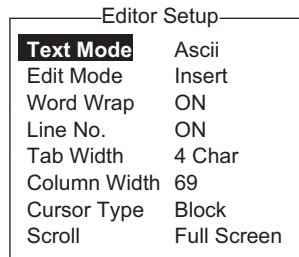 Editor Setup
Text Mode Ascii
Edit Mode Insert
Word Wrap ON
Line No. ON
Tab Width 4 Char
Column Width 69
Cursor Type Block
Scroll Full Screen